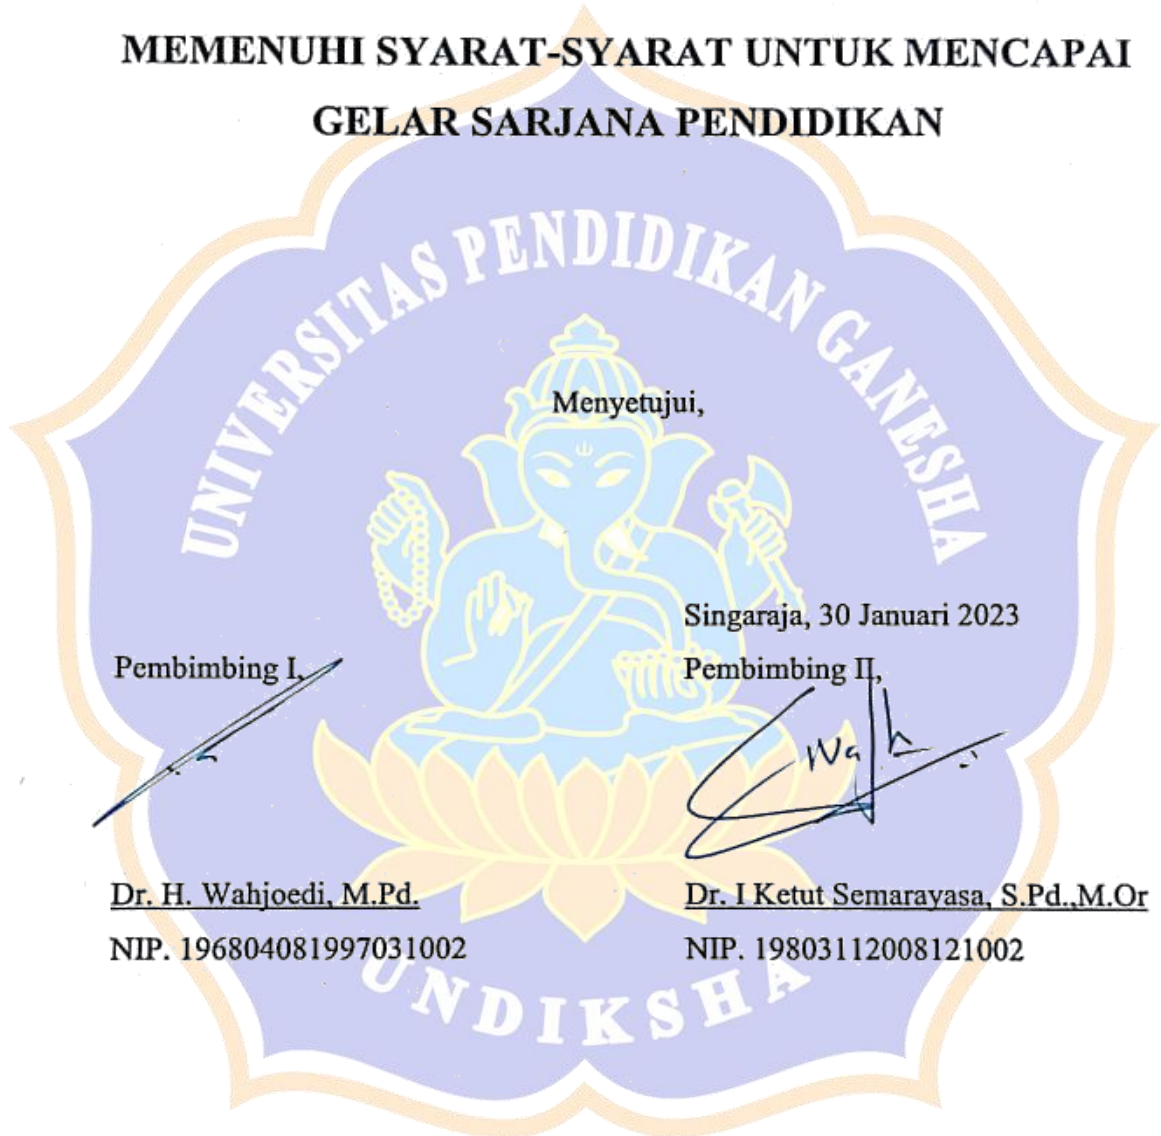 MEMENUHI SYARAT-SYARAT UNTUK MENCAPAI
GELAR SARJANA PENDIDIKAN
UNIVERSITAS PENDIDIKAN GANESHA
Menyetujui,
Singaraja, 30 Januari 2023
Pembimbing I,
Pembimbing II,
Dr. H. Wahjoedi, M.Pd.
Dr. I Ketut Semarayasa, S.Pd.,M.Or
NIP. 196804081997031002
NIP. 19803112008121002
UNDIKSHA